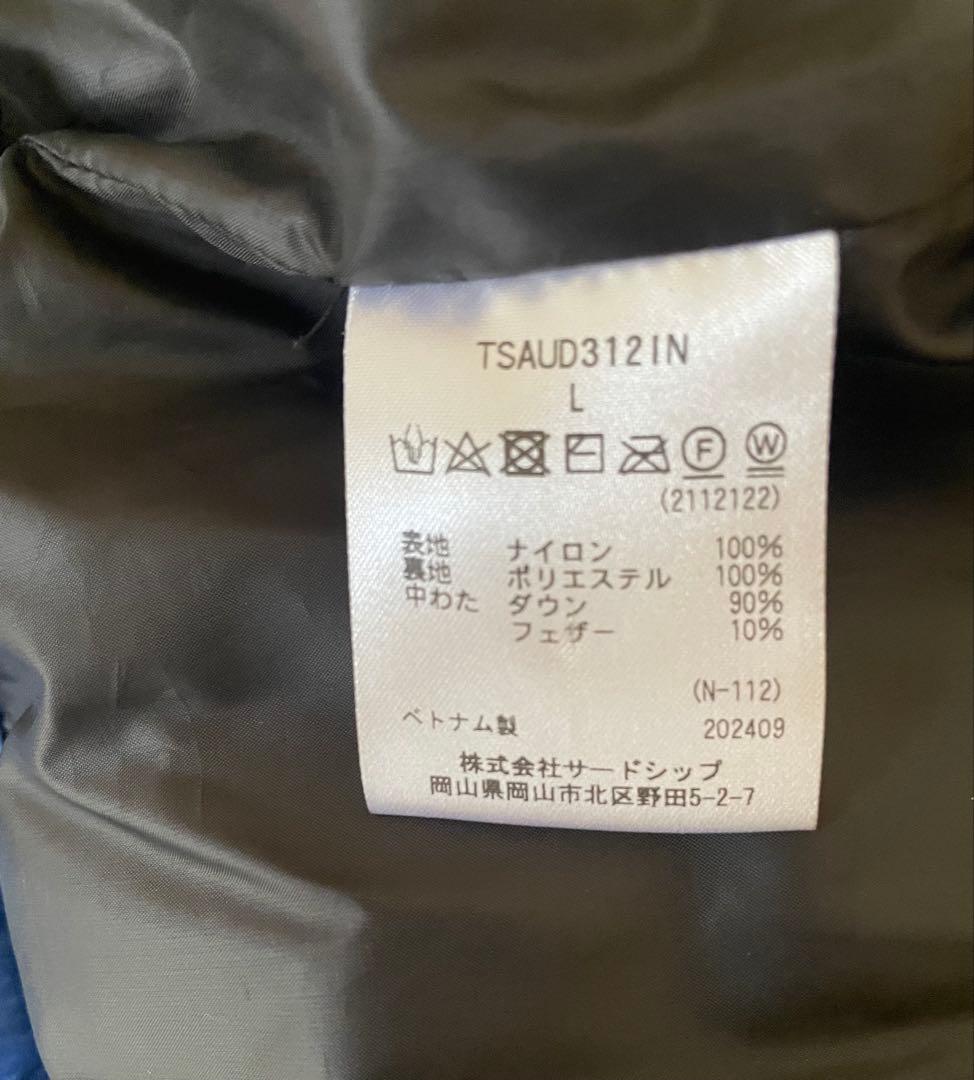 TSAUD312IN
L
F W
(2112122)
表地 ナイロン 100%
裏地 ポリエステル 100%
中わた ダウン 90%
フェザー 10%
(N-112)
ベトナム製 202409
株式会社サードシップ
岡山県岡山市北区野田5-2-7